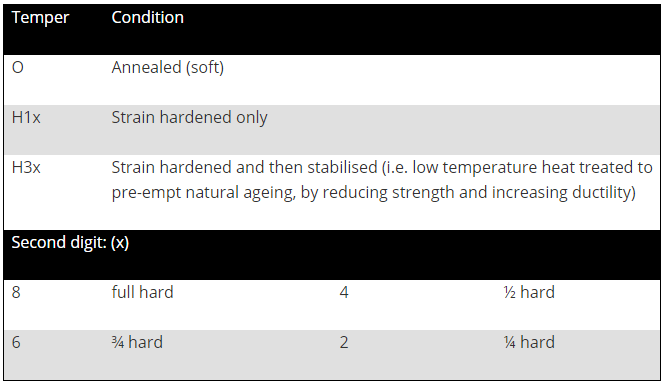 Temper Condition
O Annealed (soft)
H1x Strain hardened only
H3x Strain hardened and then stabilised (i.e. low temperature heat treated to
pre-empt natural ageing, by reducing strength and increasing ductility)
Second digit: (x)
8 full hard 4 ½ hard
6 ¾ hard 2 ¼ hard